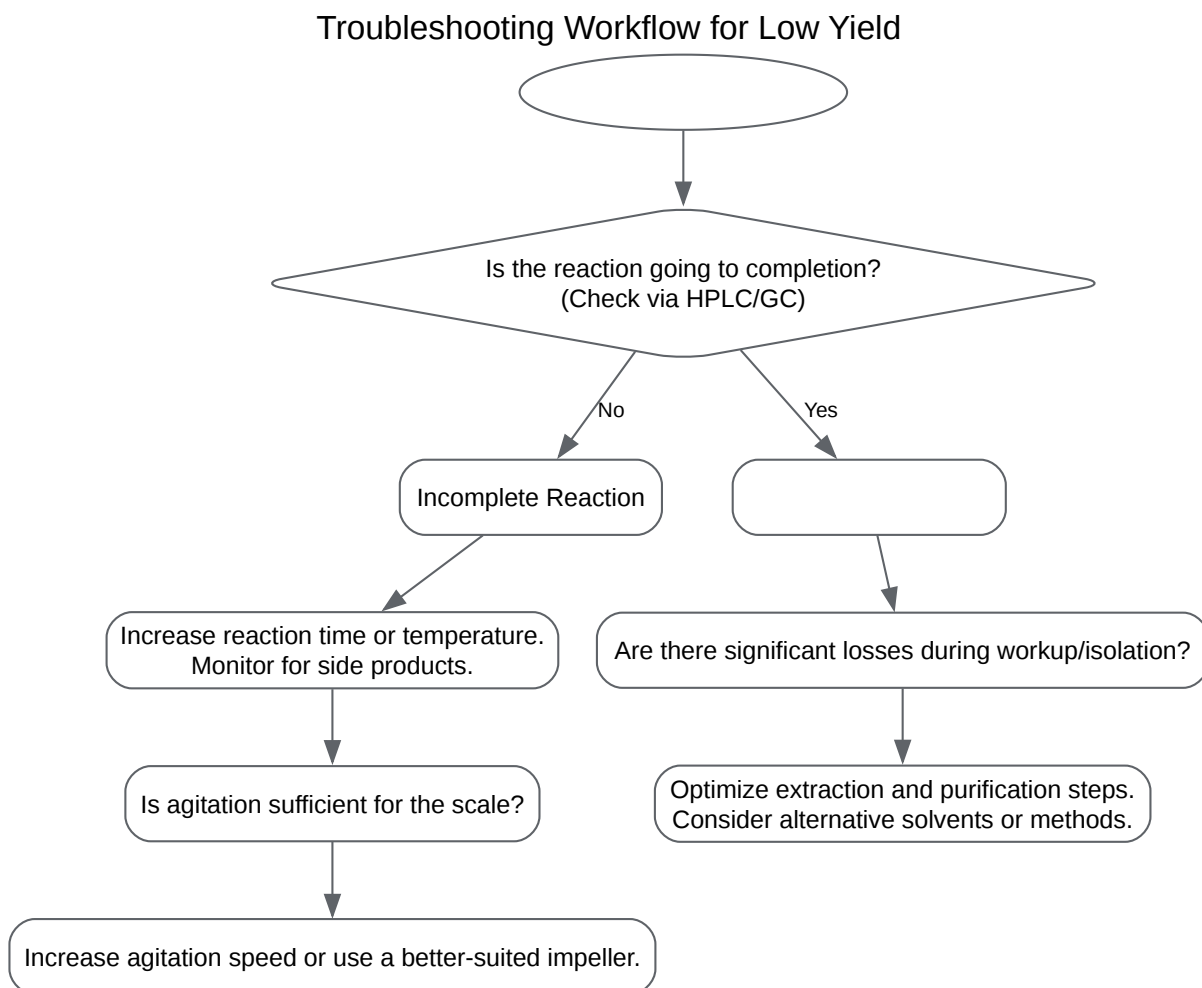 Troubleshooting Workflow for Low Yield
Is the reaction going to completion?
(Check via HPLC/GC)
No
Yes
Incomplete Reaction
Increase reaction time or temperature.
Monitor for side products.
Are there significant losses during workup/isolation?
Is agitation sufficient for the scale?
Optimize extraction and purification steps.
Consider alternative solvents or methods.
Increase agitation speed or use a better-suited impeller.